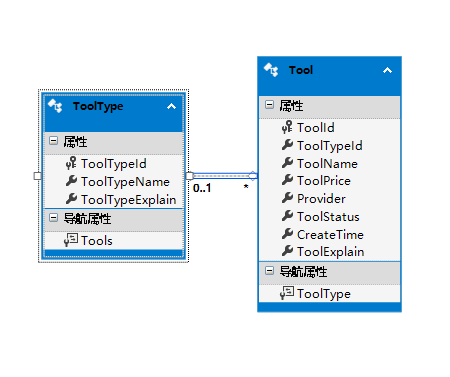 ToolType
属性
ToolTypeId
ToolTypeName
ToolTypeExplain
导航属性
Tools
0..1
*
Tool
属性
ToolId
ToolTypeId
ToolName
ToolPrice
Provider
ToolStatus
CreateTime
ToolExplain
导航属性
ToolType